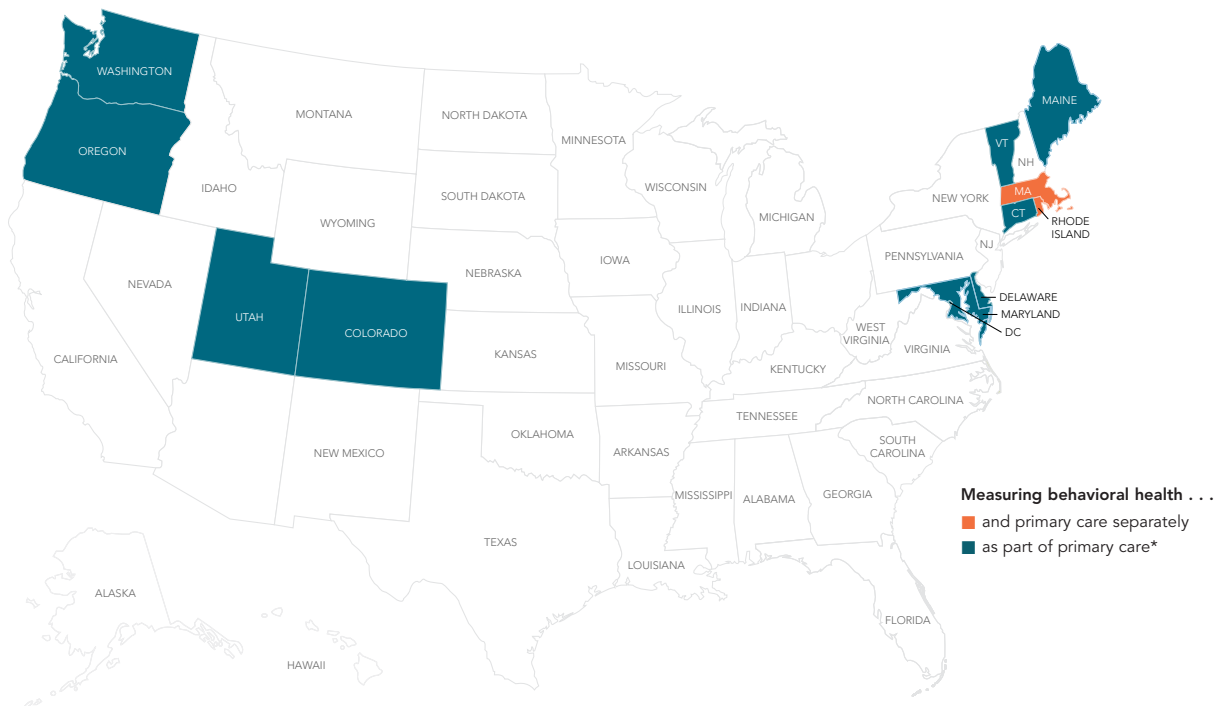 WASHINGTON
OREGON
MONTANA
IDAHO
NORTH DAKOTA
SOUTH DAKOTA
MINNESOTA
WISCONSIN
MICHIGAN
WYOMING
NEBRASKA
IOWA
NEVADA
UTAH
COLORADO
CALIFORNIA
KANSAS
MISSOURI
ILLINOIS
INDIANA
KENTUCKY
WEST
VIRGINIA
VIRGINIA
PENNSYLVANIA
NEW YORK
NJ
VT
NH
MAINE
MA
CT
RHODE
ISLAND
DELAWARE
MARYLAND
DC
NORTH CAROLINA
TENNESSEE
SOUTH
CAROLINA
NEW MEXICO
OKLAHOMA
ARKANSAS
MISSISSIPPI
ALABAMA
GEORGIA
TEXAS
LOUISIANA
FLORIDA
ALASKA
HAWAII
Measuring behavioral health . . .
and primary care separately
as part of primary care*